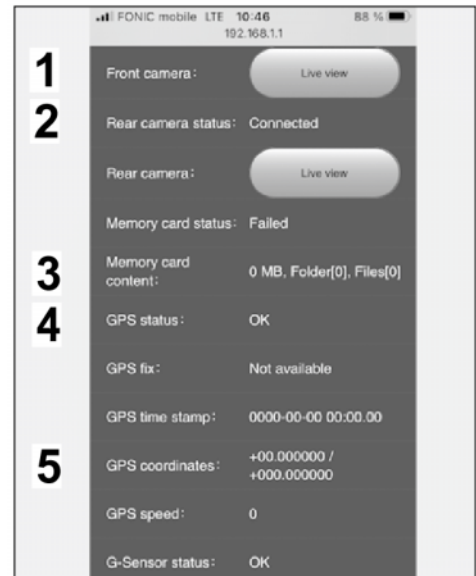 FONIC mobile LTE 10:46 88 %
192.168.1.1
1 Front camera: Live view
2 Rear camera status: Connected
Rear camera: Live view
Memory card status: Failed
3 Memory card
content: 0 MB, Folder[0], Files[0]
4 GPS status: OK
GPS fix: Not available
GPS time stamp: 0000-00-00 00:00.00
5 GPS coordinates: +00.000000 /
+000.000000
GPS speed: 0
G-Sensor status: OK